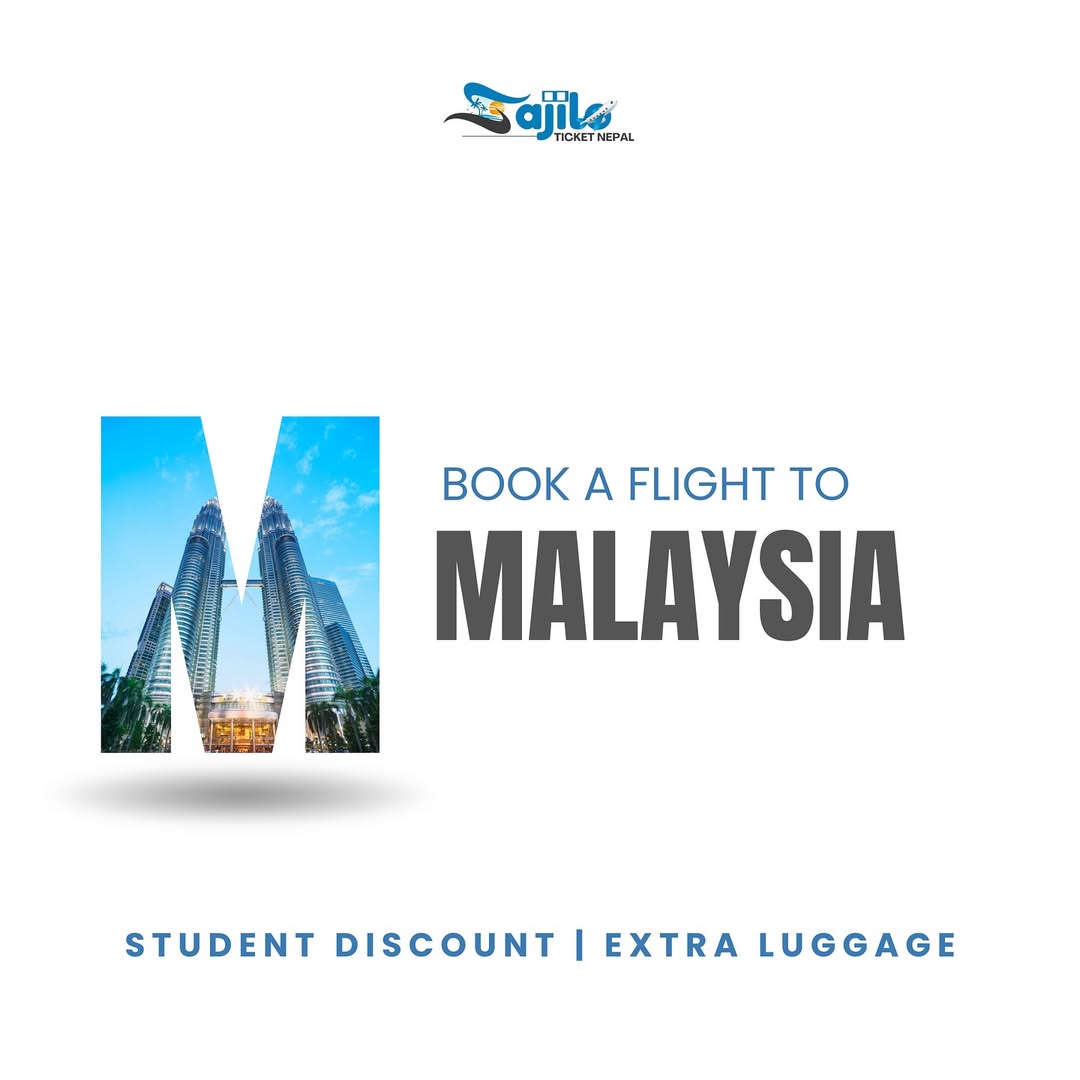 Sajilo
TICKET NEPAL
BOOK A FLIGHT TO
MALAYSIA
STUDENT DISCOUNT | EXTRA LUGGAGE